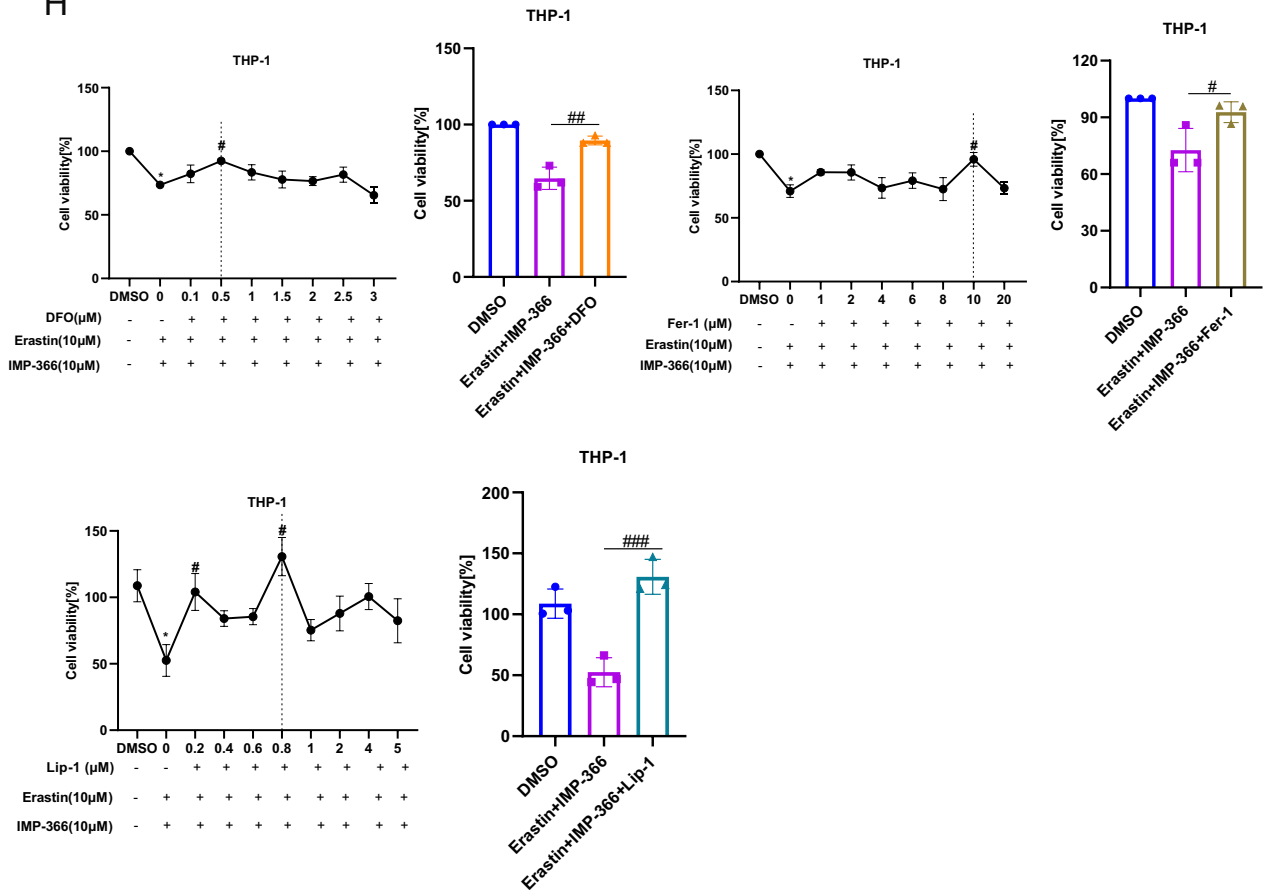 H
THP-1
Cell viability[%]
150
100
50
0
*
#
DMSO 0 0.1 0.5 1 1.5 2 2.5 3
DFO(μM) - - + + + + + + +
Erastin(10μM) - + + + + + + + +
IMP-366(10μM) - + + + + + + + +
THP-1
Cell viability[%]
150
100
50
0
##
DMSO
Erastin+IMP-366
Erastin+IMP-366+DFO
THP-1
Cell viability[%]
150
100
50
0
*
#
DMSO 0 1 2 4 6 8 10 20
Fer-1 (μM) - - + + + + + + +
Erastin(10μM) - + + + + + + + +
IMP-366(10μM) - + + + + + + + +
THP-1
Cell viability[%]
120
90
60
30
0
#
DMSO
Erastin+IMP-366
Erastin+IMP-366+Fer-1
THP-1
Cell viability[%]
150
100
50
0
*
#
#
DMSO 0 0.2 0.4 0.6 0.8 1 2 4 5
Lip-1 (μM) - - + + + + + + + +
Erastin(10μM) - + + + + + + + + +
IMP-366(10μM) - + + + + + + + + +
THP-1
Cell viability[%]
200
150
100
50
0
###
DMSO
Erastin+IMP-366
Erastin+IMP-366+Lip-1